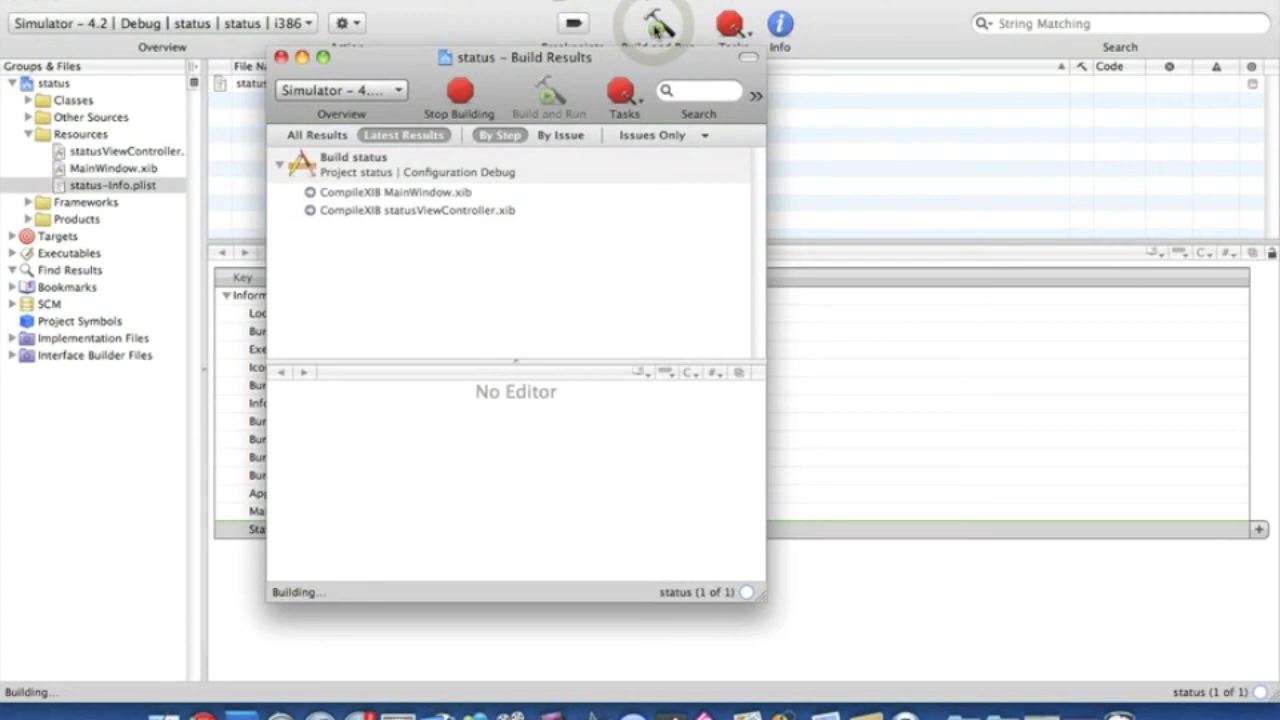 Simulator – 4.2 | Debug | status | status | i386
String Matching
Overview
Info
Search
Groups & Files
Code
status
Classes
Other Sources
Resources
statusViewController.
MainWindow.xib
status-Info.plist
Frameworks
Products
Targets
Executables
Find Results
Bookmarks
SCM
Project Symbols
Implementation Files
Interface Builder Files
status – Build Results
Simulator – 4....
Overview
Stop Building
Build and Run
Tasks
Search
All Results
Latest Results
By Step
By Issue
Issues Only
Build status
Project status | Configuration Debug
CompileXIB MainWindow.xib
CompileXIB statusViewController.xib
No Editor
Building...
status (1 of 1)
Key
Building...
status (1 of 1)